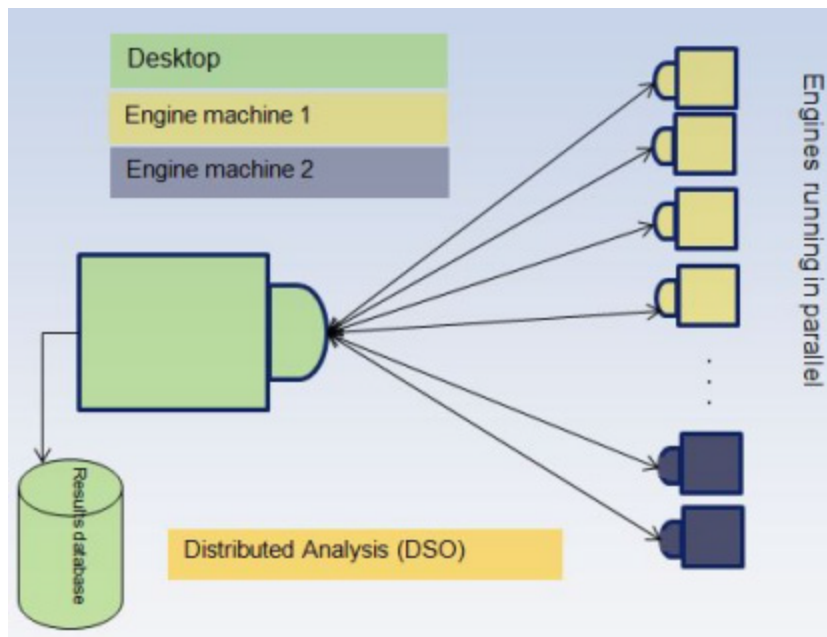 Desktop
Engine machine 1
Engine machine 2
Engines running in parallel
Results database
Distributed Analysis (DSO)